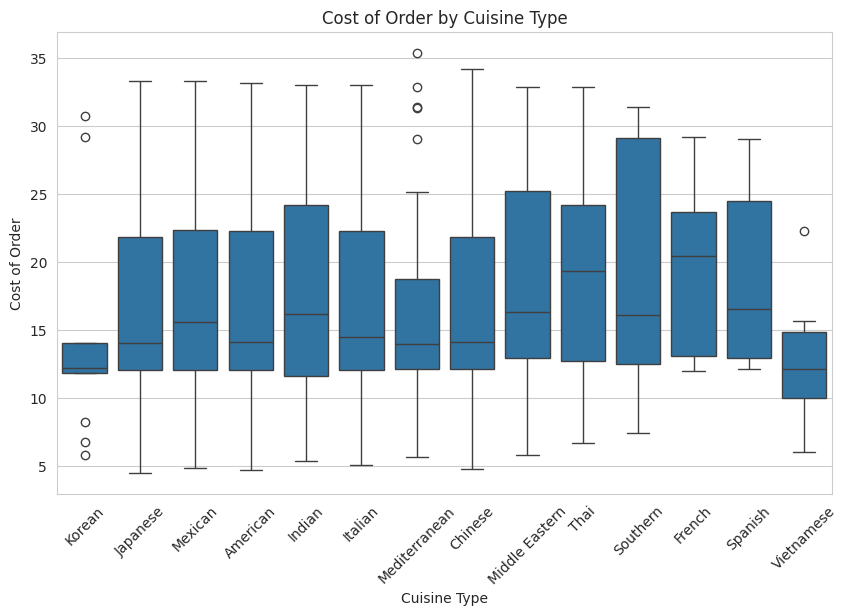 Cost of Order by Cuisine Type
Cost of Order
35
30
25
20
15
10
5
Korean
Japanese
Mexican
American
Indian
Italian
Mediterranean
Chinese
Middle Eastern
Thai
Southern
French
Spanish
Vietnamese
Cuisine Type